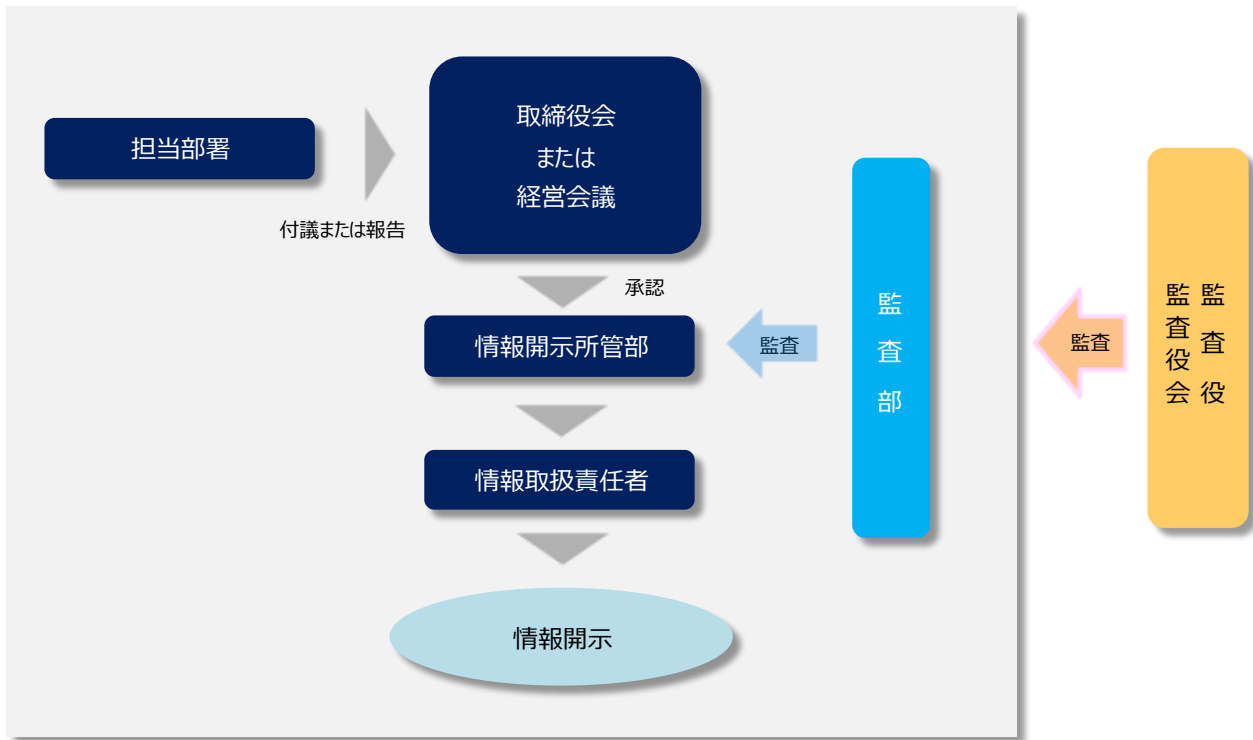 担当部署
付議または報告
取締役会
または
経営会議
承認
情報開示所管部
情報取扱責任者
情報開示
監査
監査部
監査
監査役
監査役会